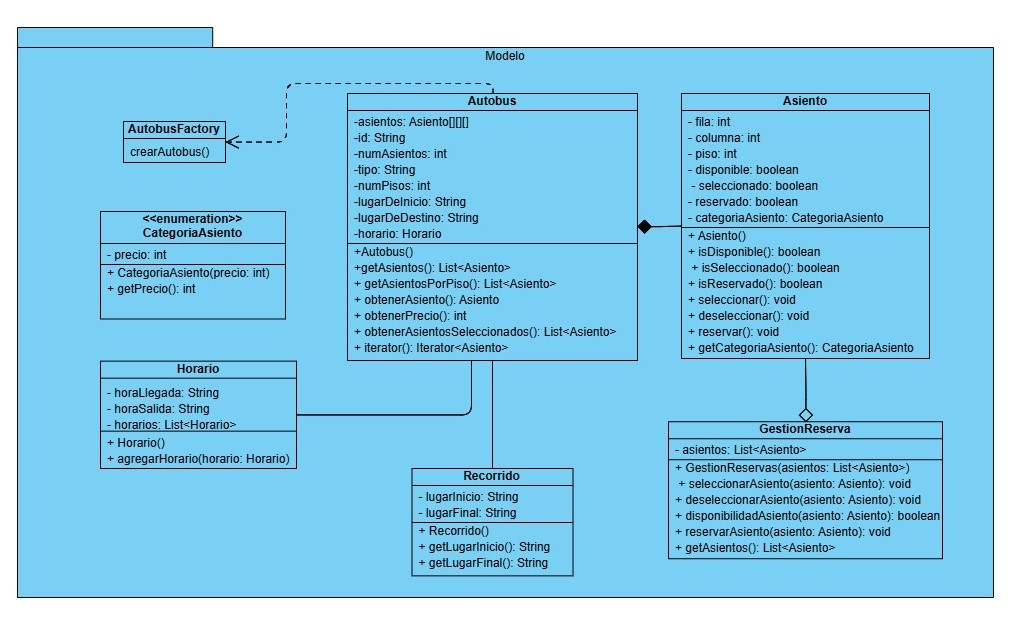 Modelo
AutobusFactory
crearAutobus()
<<enumeration>>
CategoriaAsiento
- precio: int
+ CategoriaAsiento(precio: int)
+ getPrecio(): int
Autobus
-asientos: Asiento[][][]
-id: String
-numAsientos: int
-tipo: String
-numPisos: int
-lugarDeInicio: String
-lugarDeDestino: String
-horario: Horario
+Autobus()
+getAsientos(): List<Asiento>
+ getAsientosPorPiso(): List<Asiento>
+ obtenerAsiento(): Asiento
+ obtenerPrecio(): int
+ obtenerAsientosSeleccionados(): List<Asiento>
+ iterator(): Iterator<Asiento>
Asiento
- fila: int
- columna: int
- piso: int
- disponible: boolean
- seleccionado: boolean
- reservado: boolean
- categoriaAsiento: CategoriaAsiento
+ Asiento()
+ isDisponible(): boolean
+ isSeleccionado(): boolean
+ isReservado(): boolean
+ seleccionar(): void
+ deseleccionar(): void
+ reservar(): void
+ getCategoriaAsiento(): CategoriaAsiento
Horario
- horaLlegada: String
- horaSalida: String
- horarios: List<Horario>
+ Horario()
+ agregarHorario(horario: Horario)
Recorrido
- lugarInicio: String
- lugarFinal: String
+ Recorrido()
+ getLugarInicio(): String
+ getLugarFinal(): String
GestionReserva
- asientos: List<Asiento>
+ GestionReservas(asientos: List<Asiento>)
+ seleccionarAsiento(asiento: Asiento): void
+ deseleccionarAsiento(asiento: Asiento): void
+ disponibilidadAsiento(asiento: Asiento): boolean
+ reservarAsiento(asiento: Asiento): void
+ getAsientos(): List<Asiento>